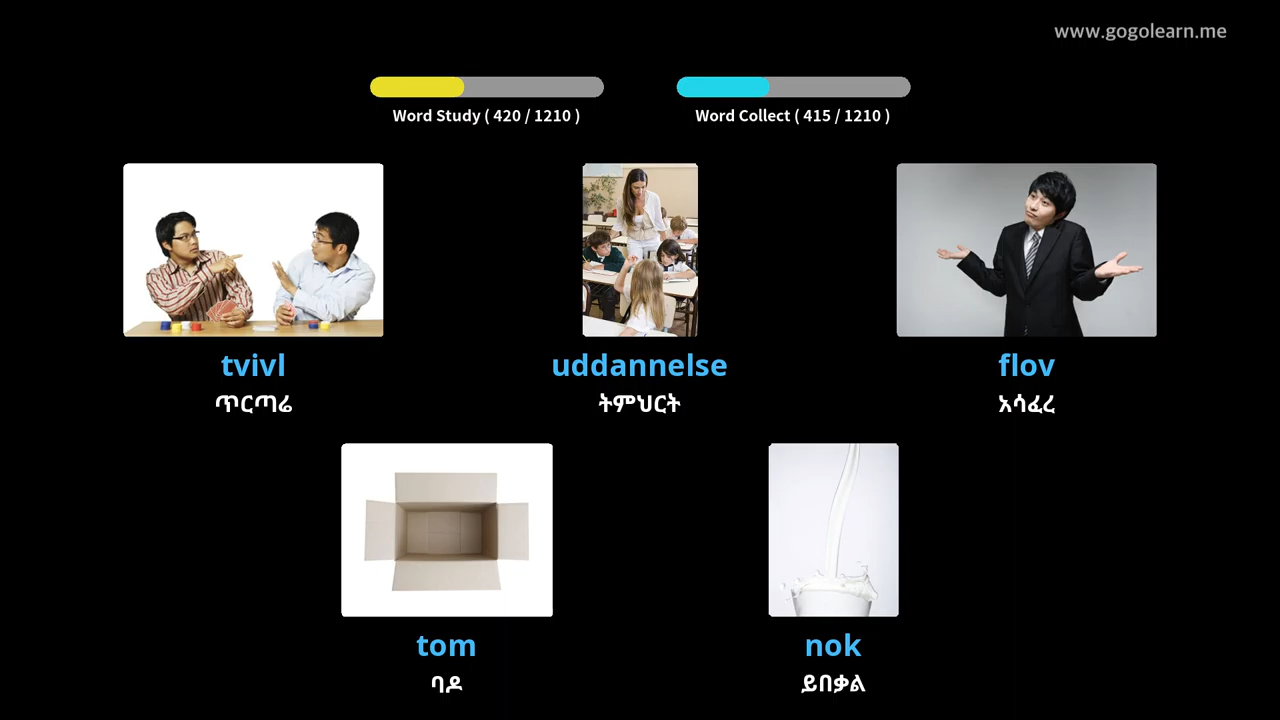 www.gogolearn.me
Word Study ( 420 / 1210 )
Word Collect ( 415 / 1210 )
tvivl
ጥርጣሬ
uddannelse
ትምህርት
flov
አሳፈረ
tom
ባዶ
nok
ይበቃል